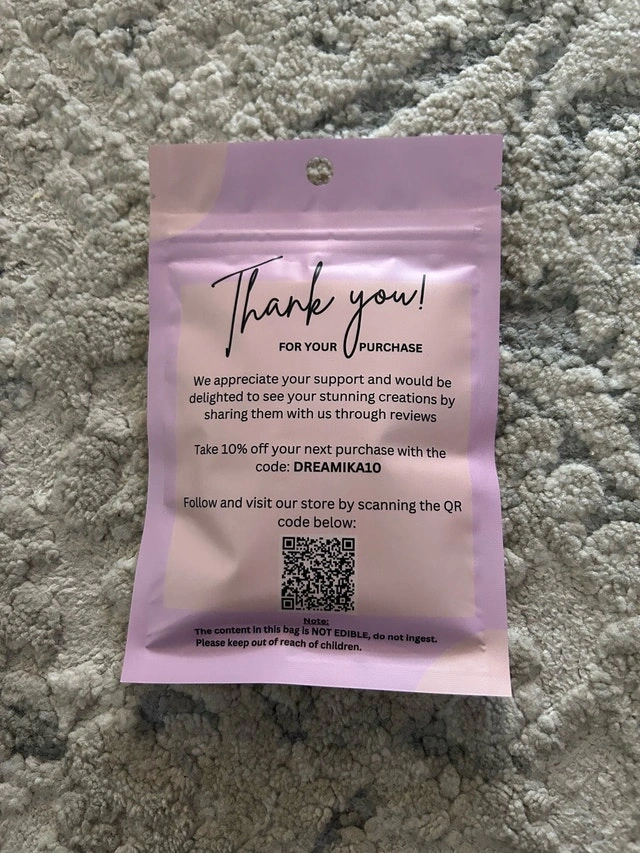 Thank you!
FOR YOUR PURCHASE
We appreciate your support and would be
delighted to see your stunning creations by
sharing them with us through reviews
Take 10% off your next purchase with the
code: DREAMIKA10
Follow and visit our store by scanning the QR
code below:
Note:
The content in this bag is NOT EDIBLE, do not ingest.
Please keep out of reach of children.